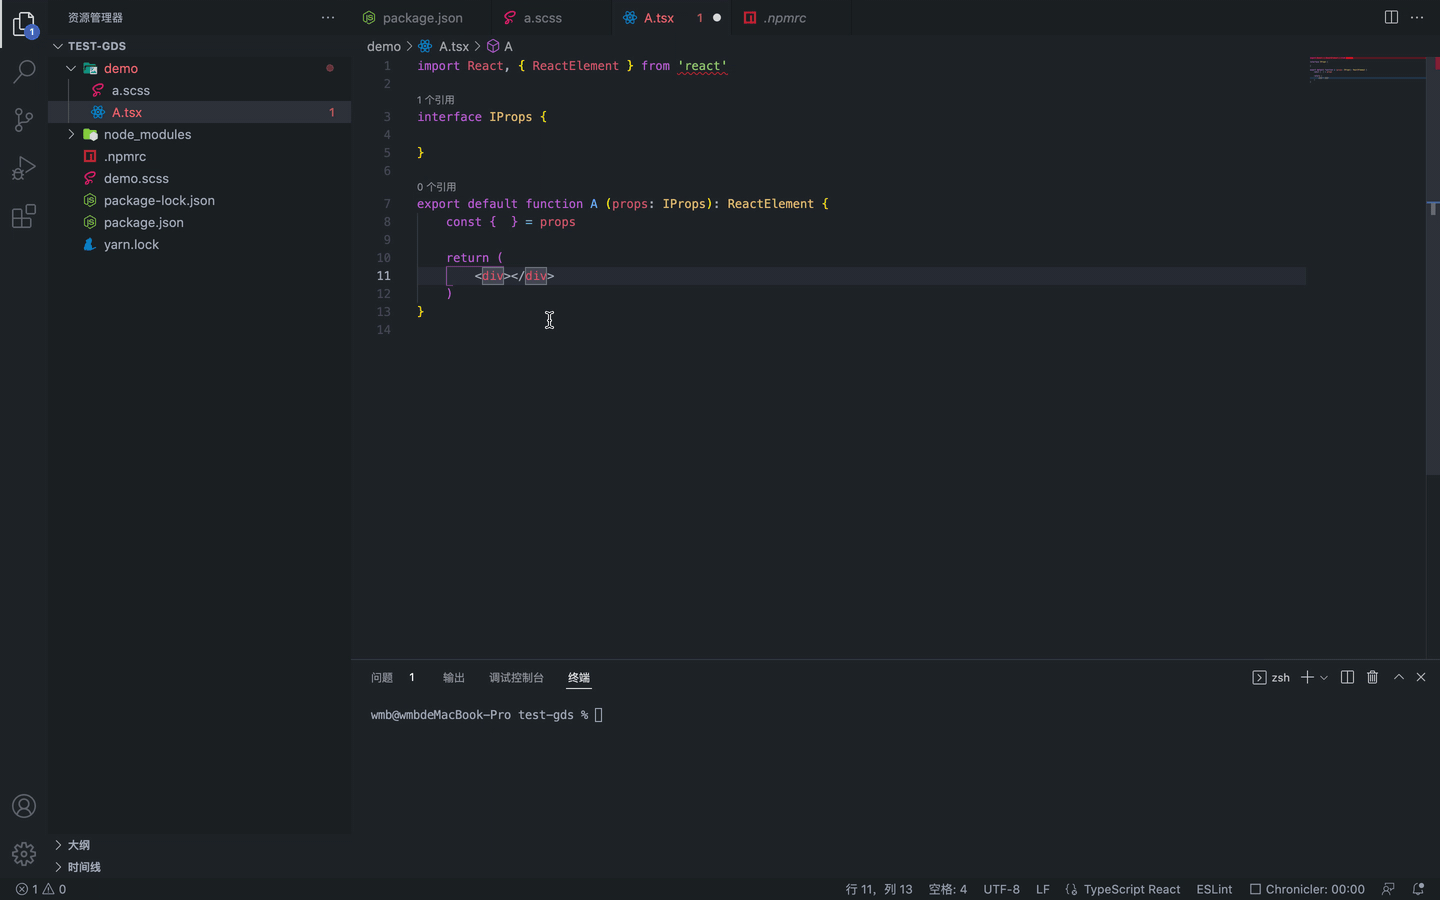 资源管理器
package.json
a.scss
A.tsx 1
.npmrc
TEST-GDS
demo
a.scss
A.tsx 1
node_modules
.npmrc
demo.scss
package-lock.json
package.json
yarn.lock
demo > A.tsx > A
1 import React, { ReactElement } from 'react'
2
1 个引用
3 interface IProps {
4
5 }
6
0 个引用
7 export default function A (props: IProps): ReactElement {
8 const {  } = props
9
10 return (
11 <div></div>
12 )
13 }
14
问题 1 输出 调试控制台 终端
zsh
wmb@wmbdeMacBook-Pro test-gds %
大纲
时间线
1
1 0
行 11，列 13 空格: 4 UTF-8 LF TypeScript React ESLint Chronicler: 00:00